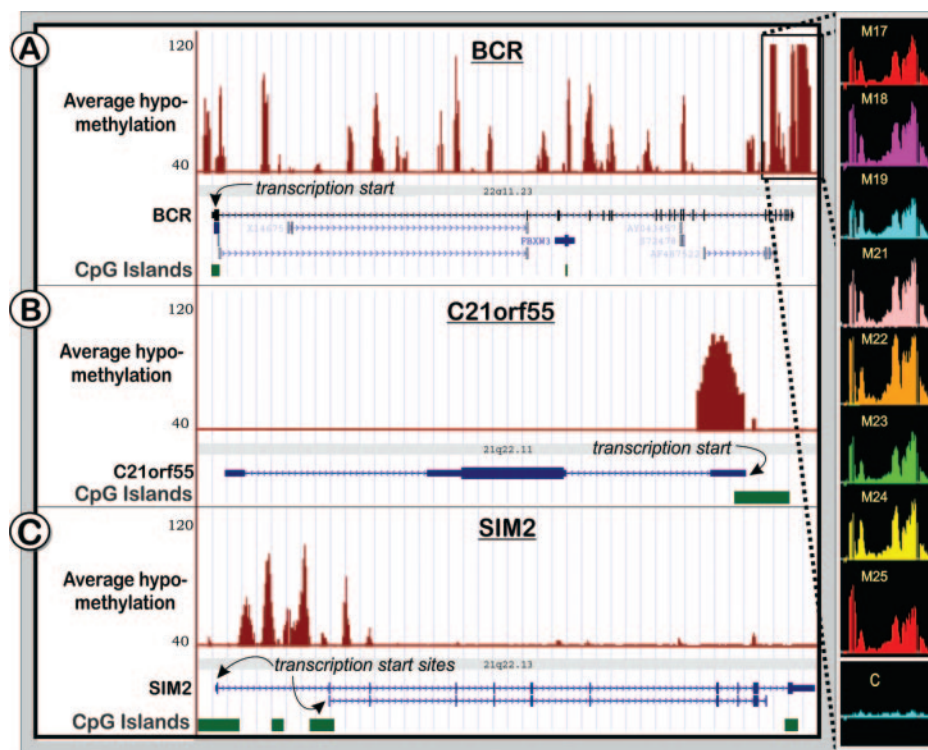 A
120
BCR
Average hypo-
methylation
40
transcription start
22q11.23
BCR
FBXW3
CpG Islands
B
120
C21orf55
Average hypo-
methylation
40
21q22.11
transcription start
C21orf55
CpG Islands
C
120
SIM2
Average hypo-
methylation
40
transcription start sites
21q22.13
SIM2
CpG Islands
M17
M18
M19
M21
M22
M23
M24
M25
C